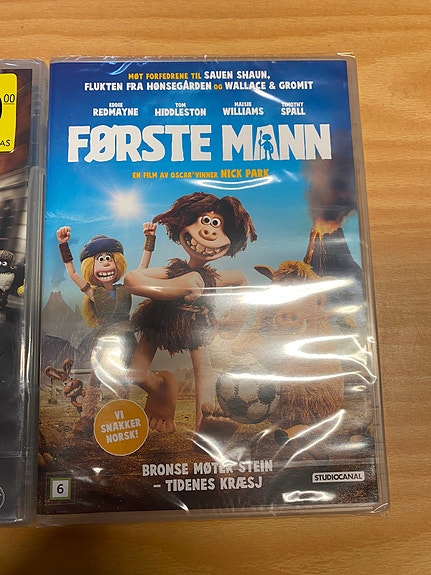 MØT FORFEDRENE TIL SAUEN SHAUN,
FLUKTEN FRA HØNSEGÅRDEN OG WALLACE & GROMIT
EDDIE REDMAYNE
TOM HIDDLESTON
MAISIE WILLIAMS
TIMOTHY SPALL
FØRSTE MANN
EN FILM AV OSCAR®VINNER NICK PARK
VI
SNAKKER
NORSK!
BRONSE MØTER STEIN
– TIDENES KRÆSJ
6
STUDIOCANAL
00
AS